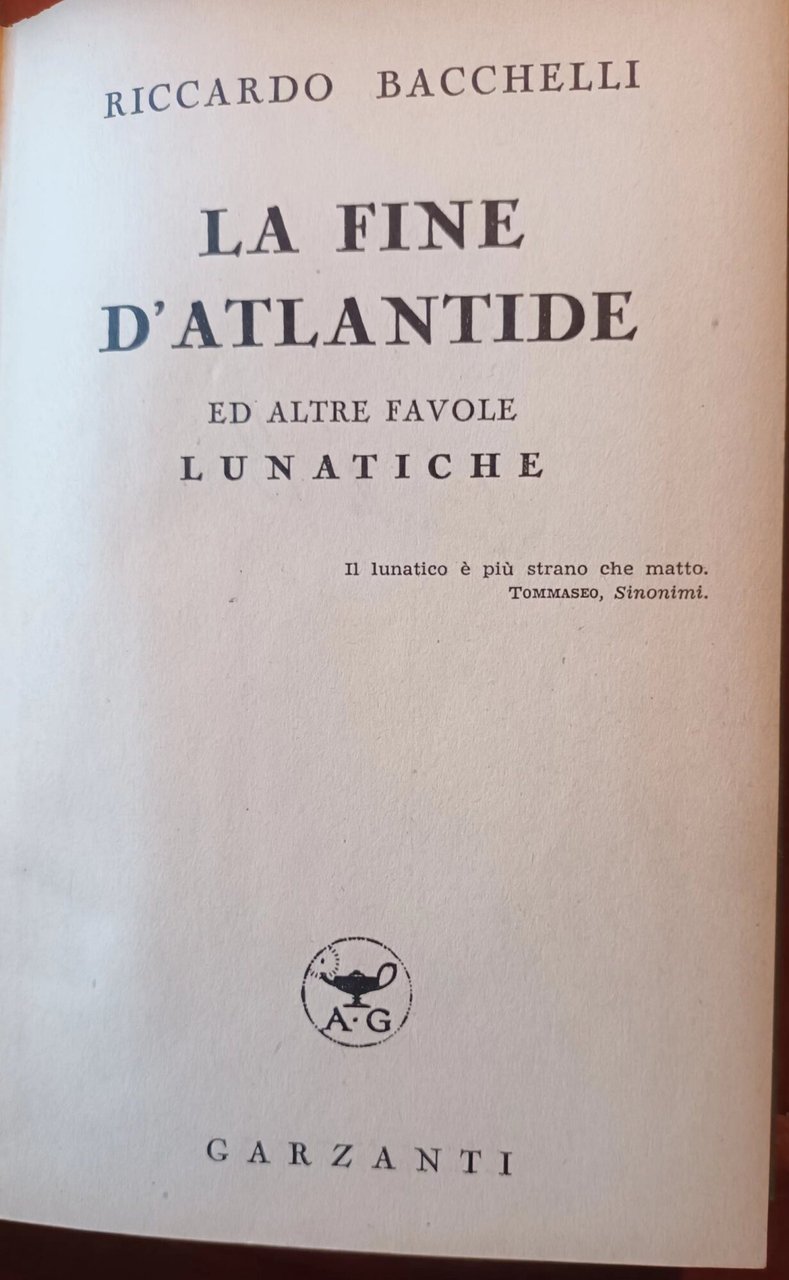 RICCARDO BACCHELLI
LA FINE
D'ATLANTIDE
ED ALTRE FAVOLE
LUNATICHE
Il lunatico è più strano che matto.
TOMMASEO, Sinonimi.
A·G
GARZANTI